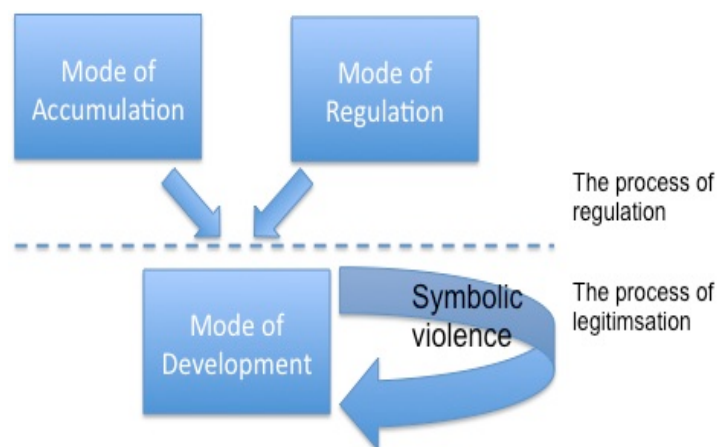 Mode of
Accumulation
Mode of
Regulation
The process of
regulation
Mode of
Development
Symbolic
violence
The process of
legitimsation